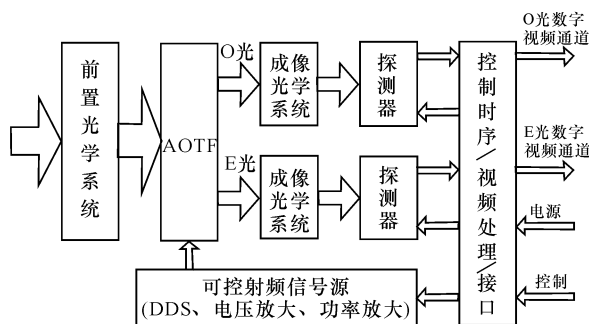 前置光学系统
AOTF
O光
E光
成像
光学
系统
探测器
成像
光学
系统
探测器
可控射频信号源
(DDS、电压放大、功率放大)
控制时序/视频处理/接口
O光数字
视频通道
E光数字
视频通道
电源
控制